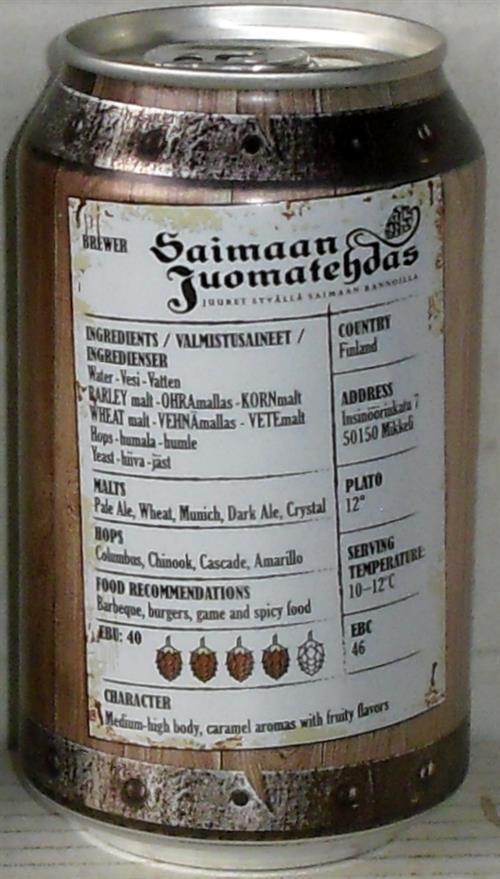 BREWER
Saimaan
Juomatehdas
JUURET SYVÄLLÄ SAIMAAN RANNOILLA
INGREDIENTS / VALMISTUSAINEET /
INGREDIENSER
Water - Vesi - Vatten
BARLEY malt - OHRAmallas - KORNmalt
WHEAT malt - VEHNÄmallas - VETEmalt
Hops - humala - humle
Yeast - hiiva - jäst
MALTS
Pale Ale, Wheat, Munich, Dark Ale, Crystal
HOPS
Columbus, Chinook, Cascade, Amarillo
FOOD RECOMMENDATIONS
Barbeque, burgers, game and spicy food
EBU: 40
CHARACTER
Medium-high body, caramel aromas with fruity flavors
COUNTRY
Finland
ADDRESS
Insinöörinkatu 7
50150 Mikkeli
PLATO
12°
SERVING
TEMPERATURE
10–12°C
EBC
46